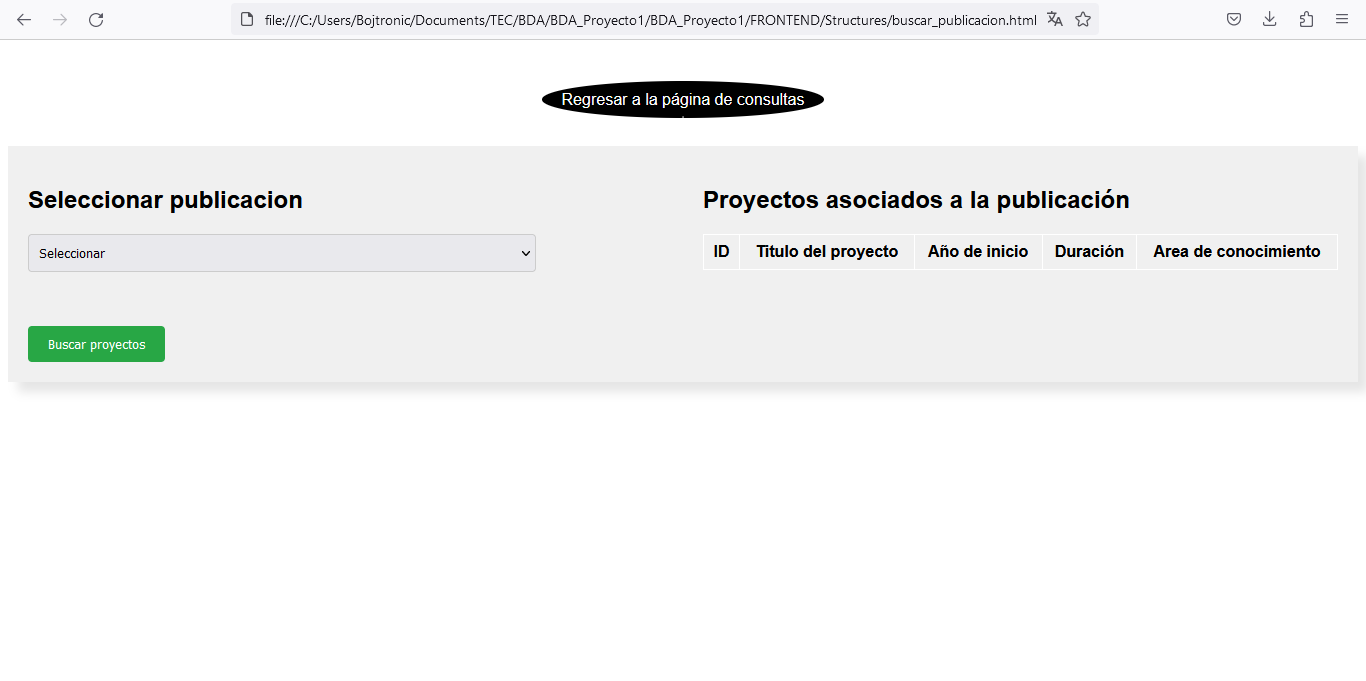 file:///C:/Users/Bojtronic/Documents/TEC/BDA/BDA_Proyecto1/BDA_Proyecto1/FRONTEND/Structures/buscar_publicacion.html
Regresar a la página de consultas
Seleccionar publicacion
Seleccionar
Buscar proyectos
Proyectos asociados a la publicación
ID Titulo del proyecto Año de inicio Duración Area de conocimiento